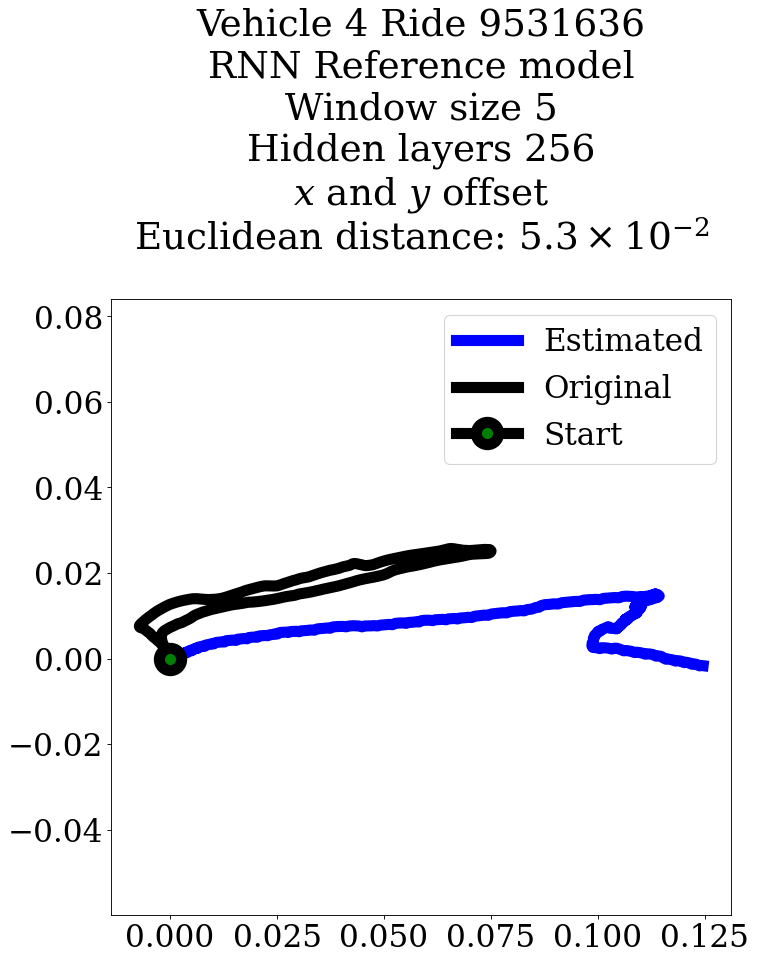 Vehicle 4 Ride 9531636
RNN Reference model
Window size 5
Hidden layers 256
x and y offset
Euclidean distance: 5.3 × 10⁻²
Estimated
Original
Start
0.08
0.06
0.04
0.02
0.00
−0.02
−0.04
0.000 0.025 0.050 0.075 0.100 0.125